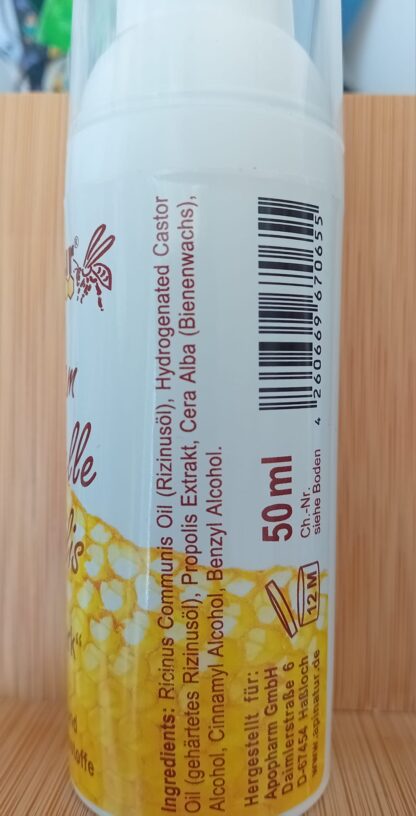 Ingredients: Ricinus Communis Oil (Rizinusöl), Hydrogenated Castor
Oil (gehärtetes Rizinusöl), Propolis Extrakt, Cera Alba (Bienenwachs),
Alcohol, Cinnamyl Alcohol, Benzyl Alcohol.
Hergestellt für:
Apopharm GmbH
Daimlerstraße 6
D-67454 Haßloch
www.apinatur.de
12 M
50 ml
Ch.-Nr.
siehe Boden
4 260669 670655